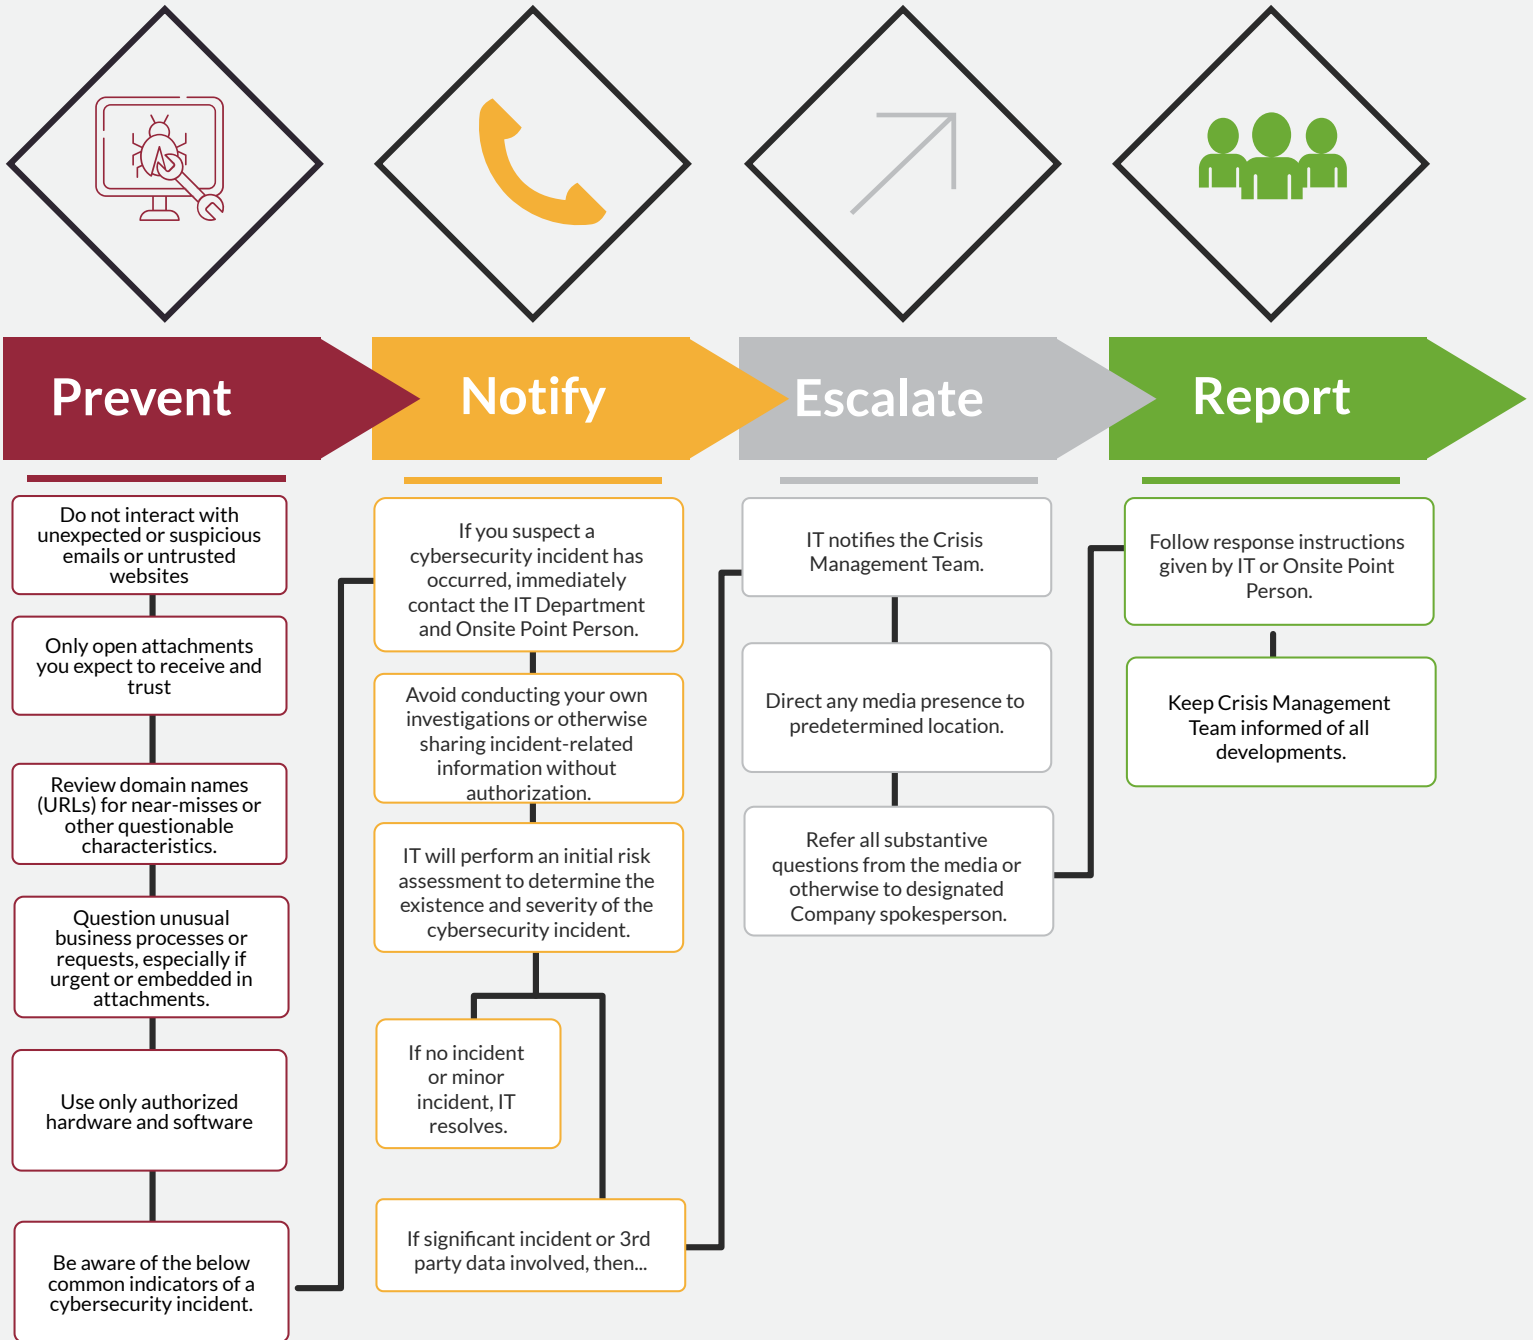 Prevent
Notify
Escalate
Report
Do not interact with
unexpected or suspicious
emails or untrusted
websites
Only open attachments
you expect to receive and
trust
Review domain names
(URLs) for near-misses or
other questionable
characteristics.
Question unusual
business processes or
requests, especially if
urgent or embedded in
attachments.
Use only authorized
hardware and software
Be aware of the below
common indicators of a
cybersecurity incident.
If you suspect a
cybersecurity incident has
occurred, immediately
contact the IT Department
and Onsite Point Person.
Avoid conducting your own
investigations or otherwise
sharing incident-related
information without
authorization.
IT will perform an initial risk
assessment to determine the
existence and severity of the
cybersecurity incident.
If no incident
or minor
incident, IT
resolves.
If significant incident or 3rd
party data involved, then...
IT notifies the Crisis
Management Team.
Direct any media presence to
predetermined location.
Refer all substantive
questions from the media or
otherwise to designated
Company spokesperson.
Follow response instructions
given by IT or Onsite Point
Person.
Keep Crisis Management
Team informed of all
developments.